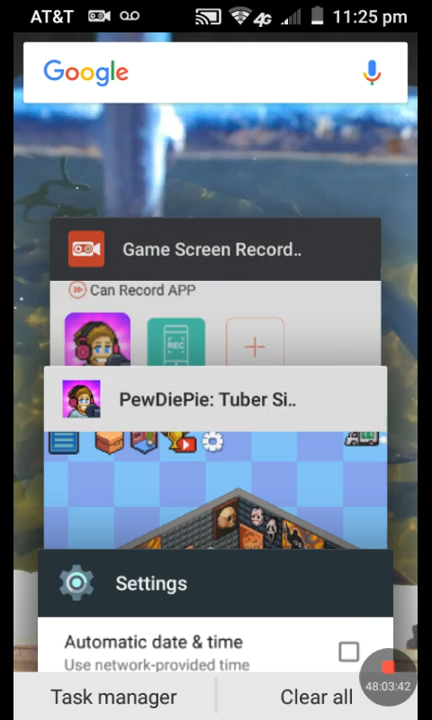 AT&T 4G 11:25 pm
Google
Game Screen Record..
Can Record APP
REC
PewDiePie: Tuber Si..
Settings
Automatic date & time
Use network-provided time
48:03:42
Task manager Clear all